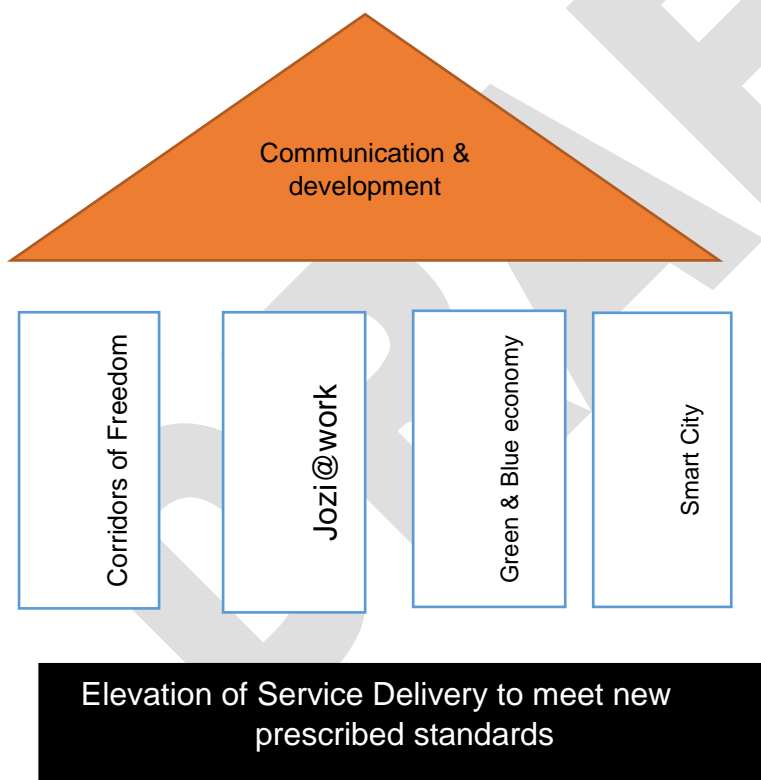 Communication &
development
Corridors of Freedom
Jozi@work
Green & Blue economy
Smart City
Elevation of Service Delivery to meet new
prescribed standards